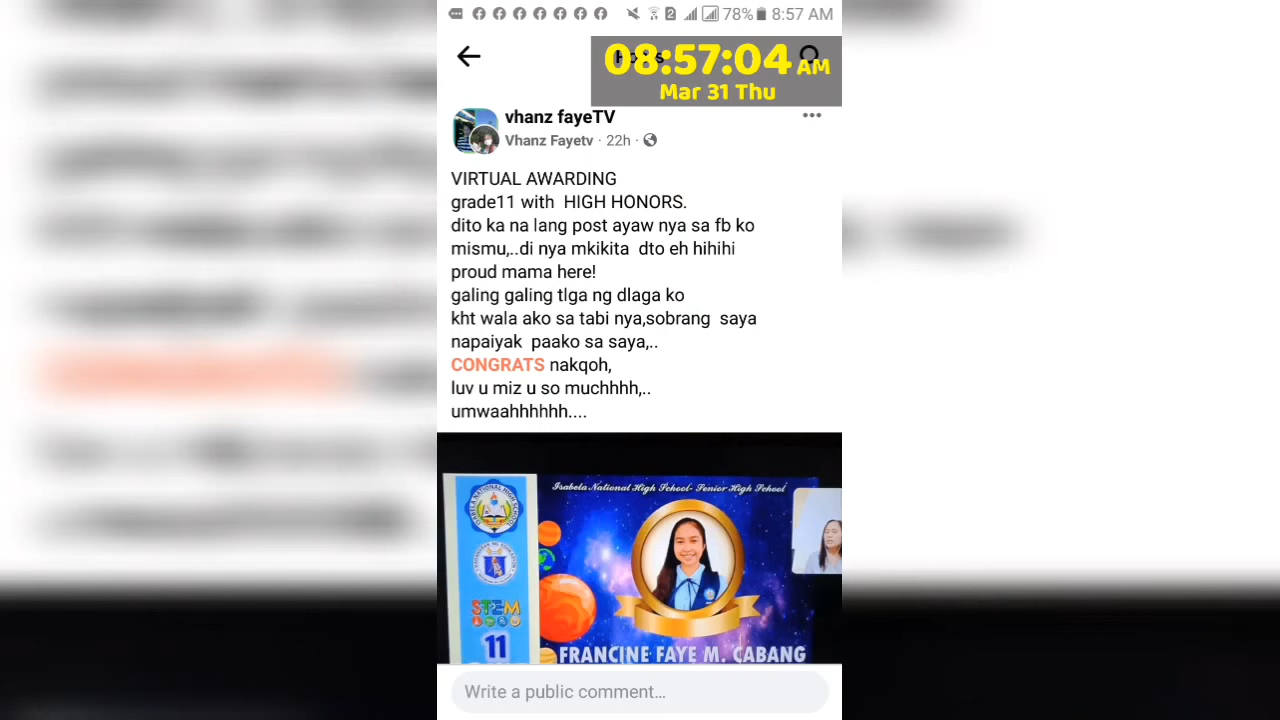 78% 8:57 AM
08:57:04 AM
Mar 31 Thu
vhanz fayeTV
Vhanz Fayetv · 22h ·
VIRTUAL AWARDING
grade11 with HIGH HONORS.
dito ka na lang post ayaw nya sa fb ko
mismu,..di nya mkikita dto eh hihihi
proud mama here!
galing galing tlga ng dlaga ko
kht wala ako sa tabi nya,sobrang saya
napaiyak paako sa saya,..
CONGRATS nakqoh,
luv u miz u so muchhhh,..
umwaahhhhhh....
Isabela National High School- Senior High School
ISABELA NATIONAL HIGH SCHOOL
STEM
11
FRANCINE FAYE M. CABANG
Write a public comment...